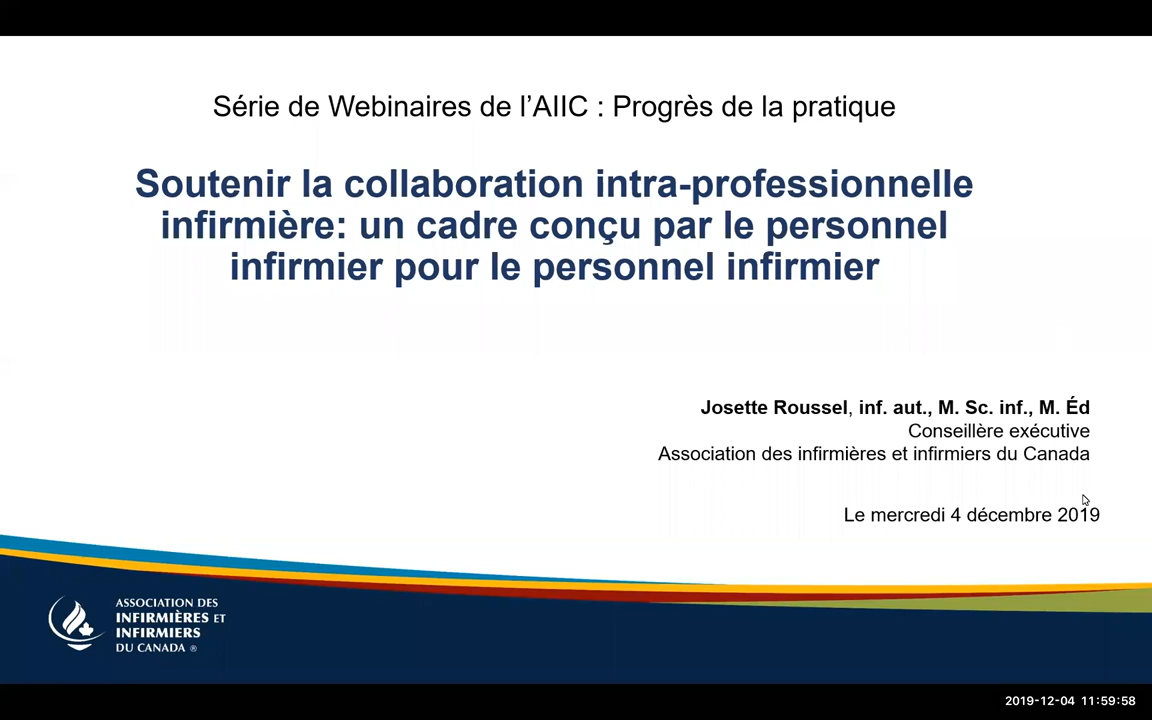 Série de Webinaires de l’AIIC : Progrès de la pratique
Soutenir la collaboration intra-professionnelle
infirmière: un cadre conçu par le personnel
infirmier pour le personnel infirmier
Josette Roussel, inf. aut., M. Sc. inf., M. Éd
Conseillère exécutive
Association des infirmières et infirmiers du Canada
Le mercredi 4 décembre 2019
ASSOCIATION DES
INFIRMIÈRES ET
INFIRMIERS
DU CANADA ®
2019-12-04 11:59:58